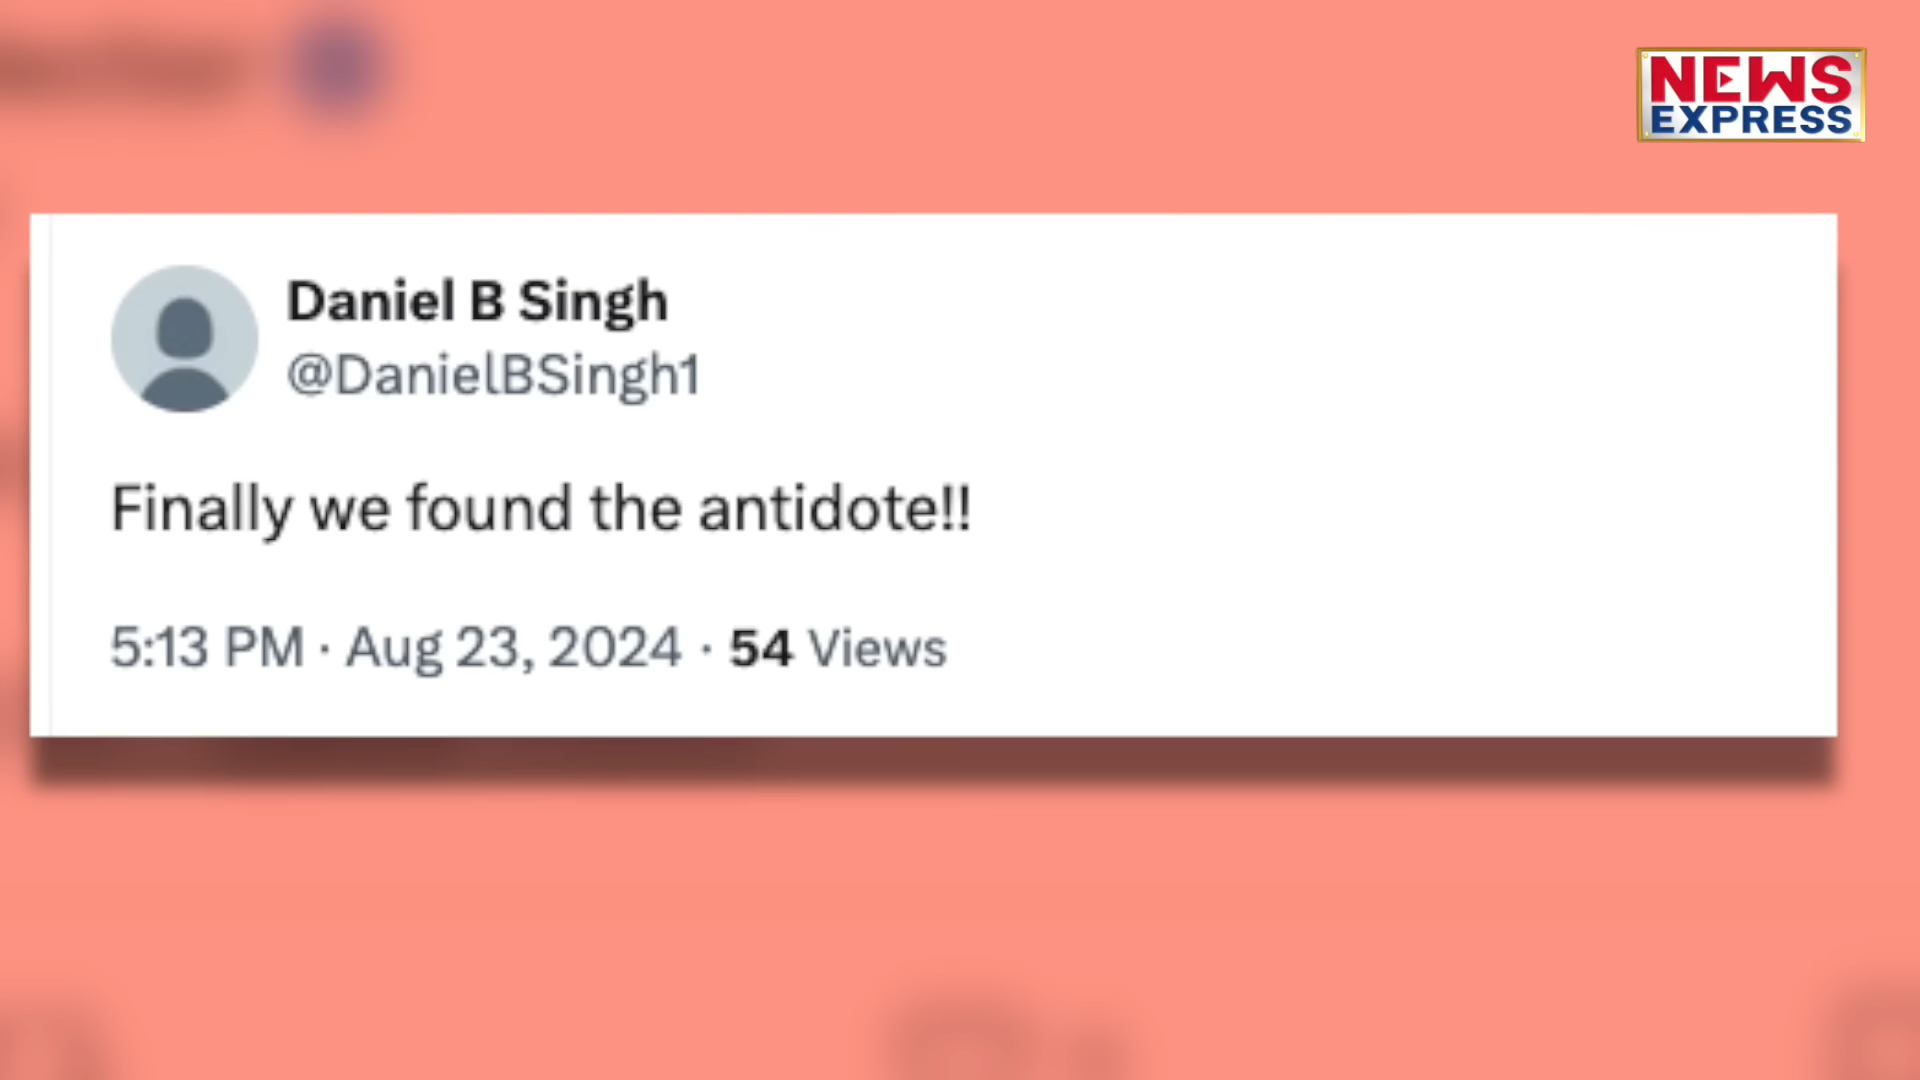 NEWS
EXPRESS
Daniel B Singh
@DanielBSingh1
Finally we found the antidote!!
5:13 PM · Aug 23, 2024 · 54 Views